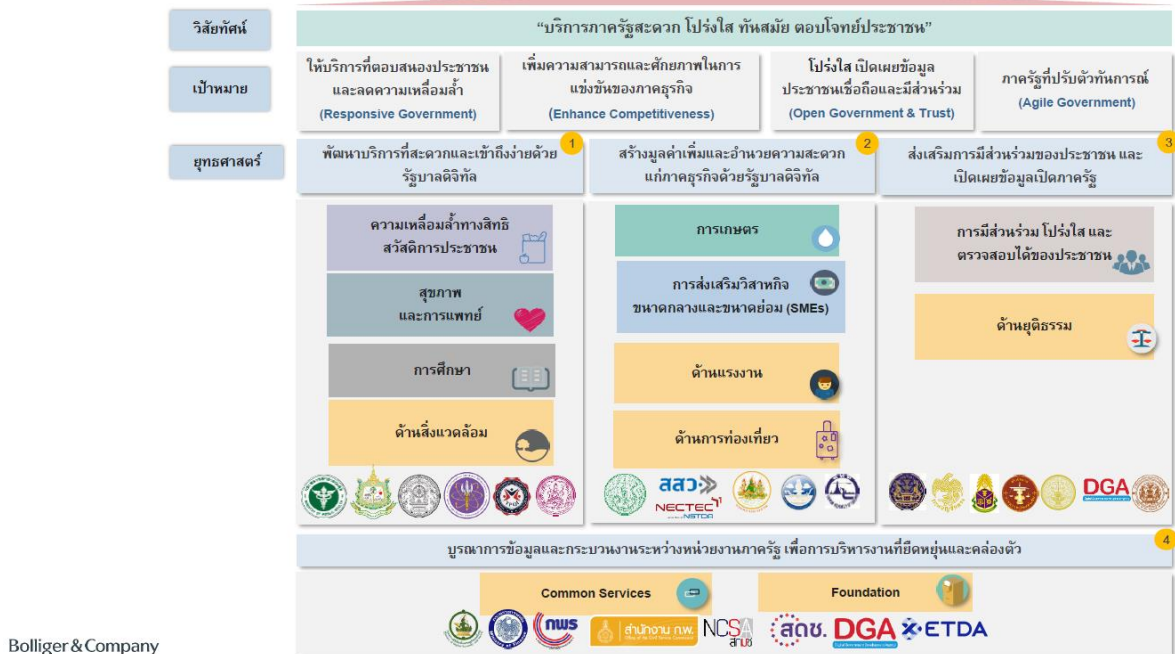 วิสัยทัศน์
“บริการภาครัฐสะดวก โปร่งใส ทันสมัย ตอบโจทย์ประชาชน”
เป้าหมาย
ให้บริการที่ตอบสนองประชาชน
และลดความเหลื่อมล้ำ
(Responsive Government)
เพิ่มความสามารถและศักยภาพในการ
แข่งขันของภาคธุรกิจ
(Enhance Competitiveness)
โปร่งใส เปิดเผยข้อมูล
ประชาชนเชื่อถือและมีส่วนร่วม
(Open Government & Trust)
ภาครัฐที่ปรับตัวทันการณ์
(Agile Government)
ยุทธศาสตร์
พัฒนาบริการที่สะดวกและเข้าถึงง่ายด้วย
รัฐบาลดิจิทัล
1
สร้างมูลค่าเพิ่มและอำนวยความสะดวก
แก่ภาคธุรกิจด้วยรัฐบาลดิจิทัล
2
ส่งเสริมการมีส่วนร่วมของประชาชน และ
เปิดเผยข้อมูลเปิดภาครัฐ
3
ความเหลื่อมล้ำทางสิทธิ
สวัสดิการประชาชน
สุขภาพ
และการแพทย์
การศึกษา
ด้านสิ่งแวดล้อม
การเกษตร
การส่งเสริมวิสาหกิจ
ขนาดกลางและขนาดย่อม (SMEs)
ด้านแรงงาน
ด้านการท่องเที่ยว
สสว
NECTEC
NSTDA
การมีส่วนร่วม โปร่งใส และ
ตรวจสอบได้ของประชาชน
ด้านยุติธรรม
DGA
บูรณาการข้อมูลและกระบวนงานระหว่างหน่วยงานภาครัฐ เพื่อการบริหารงานที่ยืดหยุ่นและคล่องตัว
4
Common Services
Foundation
กพร
สำนักงาน ก.พ.
NCSA
สกมช
สดช.
DGA
ETDA
Bolliger & Company